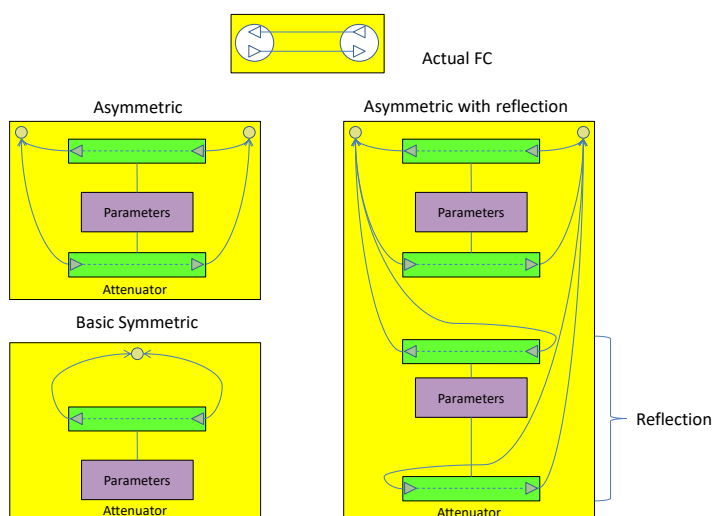 Actual FC
Asymmetric
Parameters
Attenuator
Basic Symmetric
Parameters
Attenuator
Asymmetric with reflection
Parameters
Parameters
Reflection
Attenuator